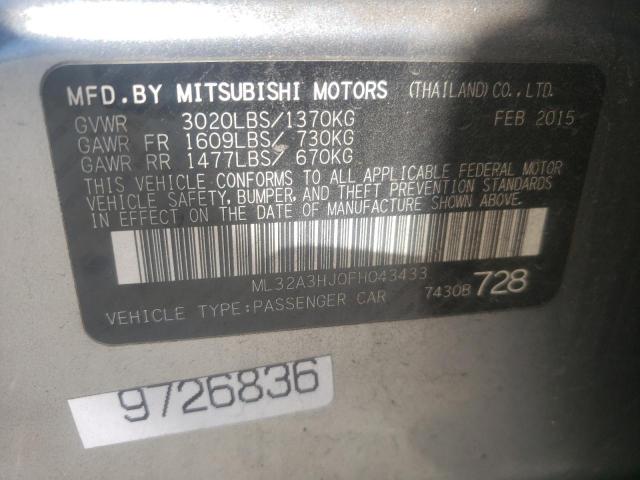 MFD.BY MITSUBISHI MOTORS (THAILAND) CO., LTD.
GVWR 3020LBS/1370KG FEB 2015
GAWR FR 1609LBS/ 730KG
GAWR RR 1477LBS/ 670KG
THIS VEHICLE CONFORMS TO ALL APPLICABLE FEDERAL MOTOR
VEHICLE SAFETY, BUMPER, AND THEFT PREVENTION STANDARDS
IN EFFECT ON THE DATE OF MANUFACTURE SHOWN ABOVE.
ML32A3HJ0FH043433
VEHICLE TYPE:PASSENGER CAR 7430B 728
9726836